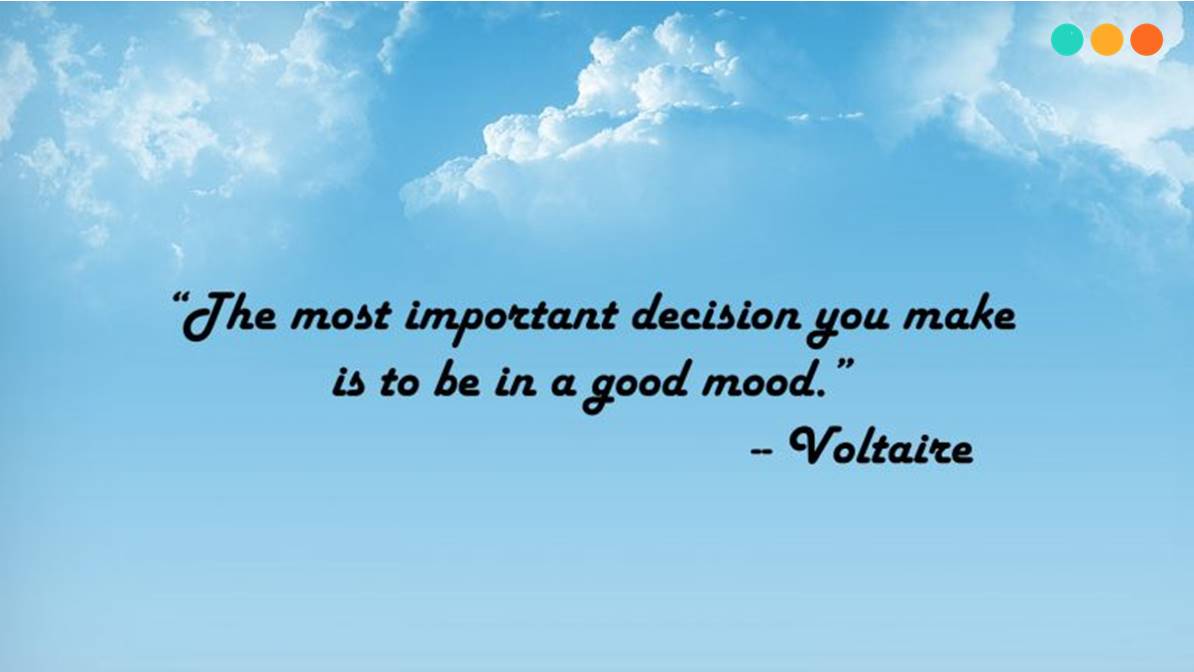 “The most important decision you make
is to be in a good mood.”
-- Voltaire